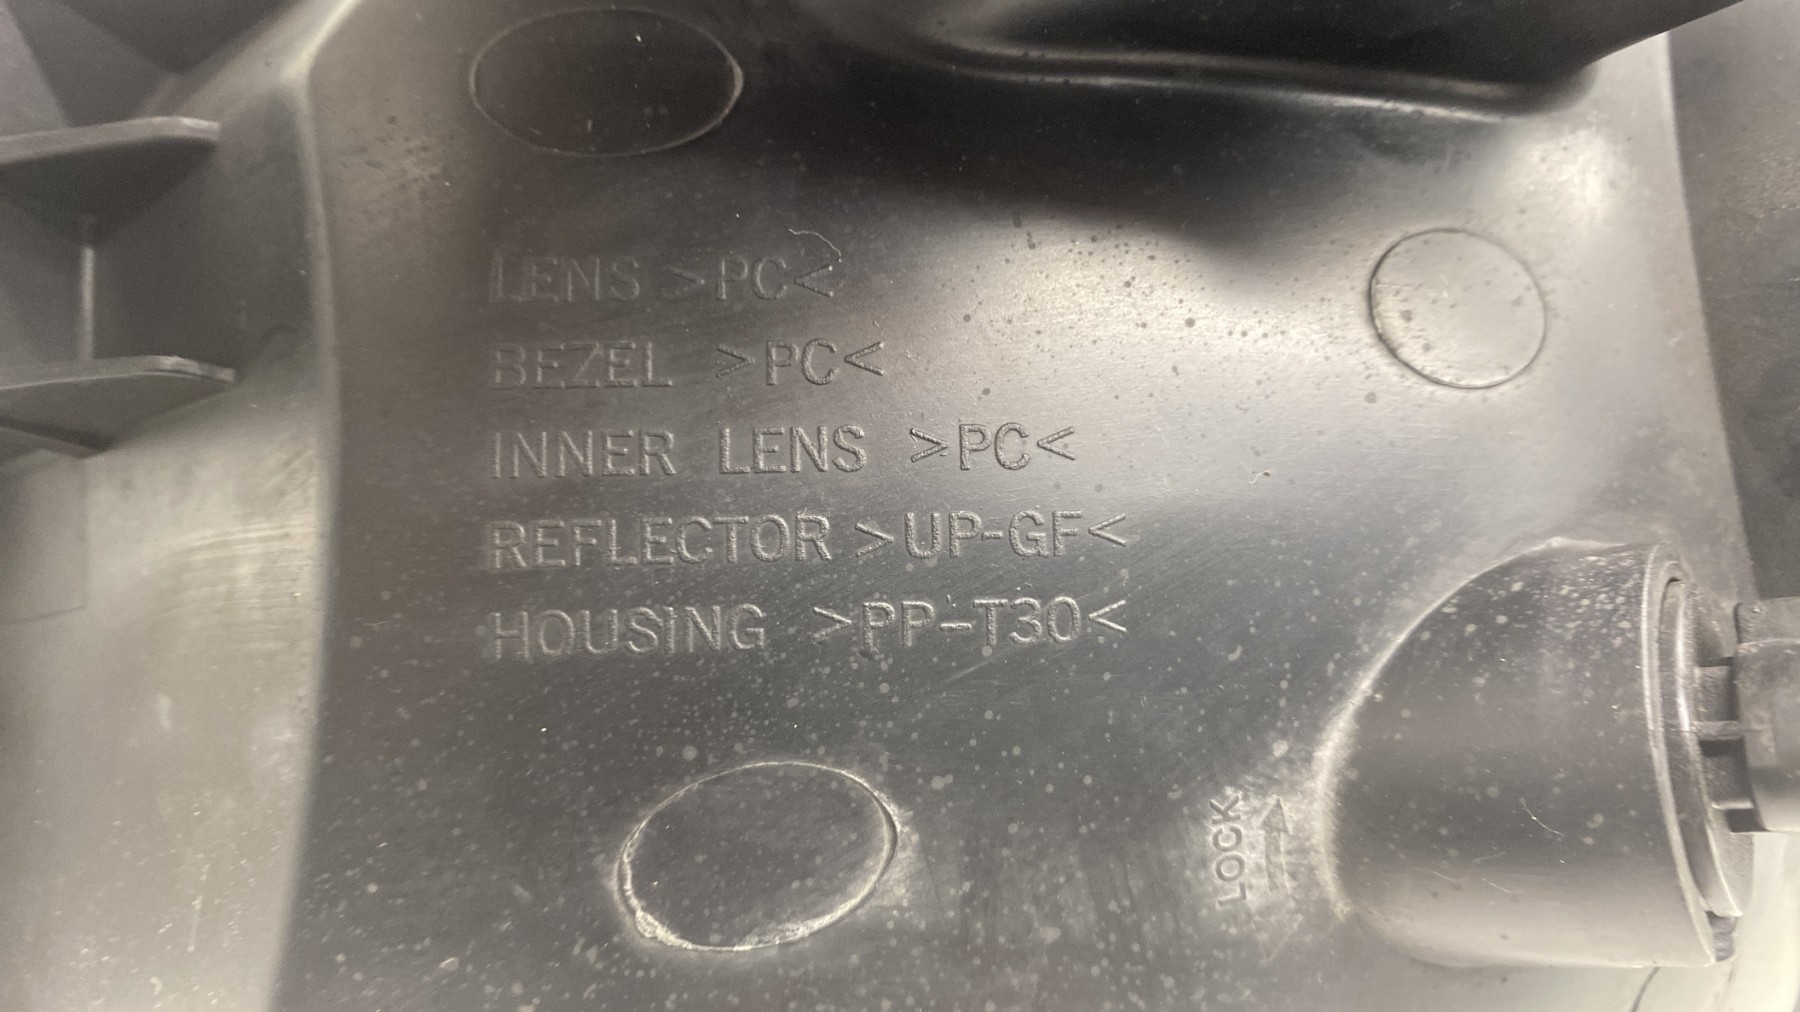 LENS >PC<
BEZEL >PC<
INNER LENS >PC<
REFLECTOR >UP-GF<
HOUSING >PP-T30<
LOCK